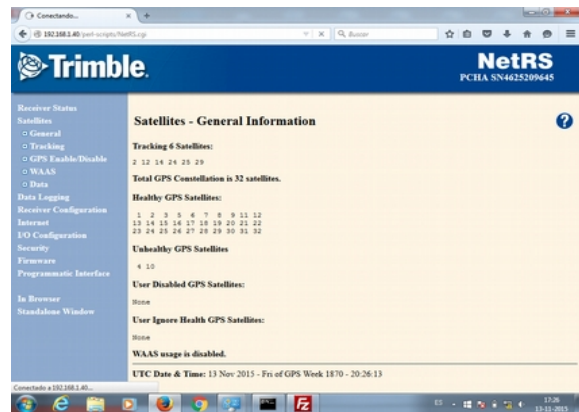 Conectando...
192.168.1.40/perl-scripts/NetRS.cgi
Buscar
Trimble.
NetRS
PCHA SN4625209645
Receiver Status
Satellites
General
Tracking
GPS Enable/Disable
WAAS
Data
Data Logging
Receiver Configuration
Internet
I/O Configuration
Security
Firmware
Programmatic Interface
In Browser
Standalone Window
Satellites - General Information
?
Tracking 6 Satellites:
2 12 14 24 25 29
Total GPS Constellation is 32 satellites.
Healthy GPS Satellites:
1 2 3 5 6 7 8 9 11 12
13 14 15 16 17 18 19 20 21 22
23 24 25 26 27 28 29 30 31 32
Unhealthy GPS Satellites
4 10
User Disabled GPS Satellites:
None
User Ignore Health GPS Satellites:
None
WAAS usage is disabled.
UTC Date & Time: 13 Nov 2015 - Fri of GPS Week 1870 - 20:26:13
Conectado a 192.168.1.40...
ES
17:26
13-11-2015